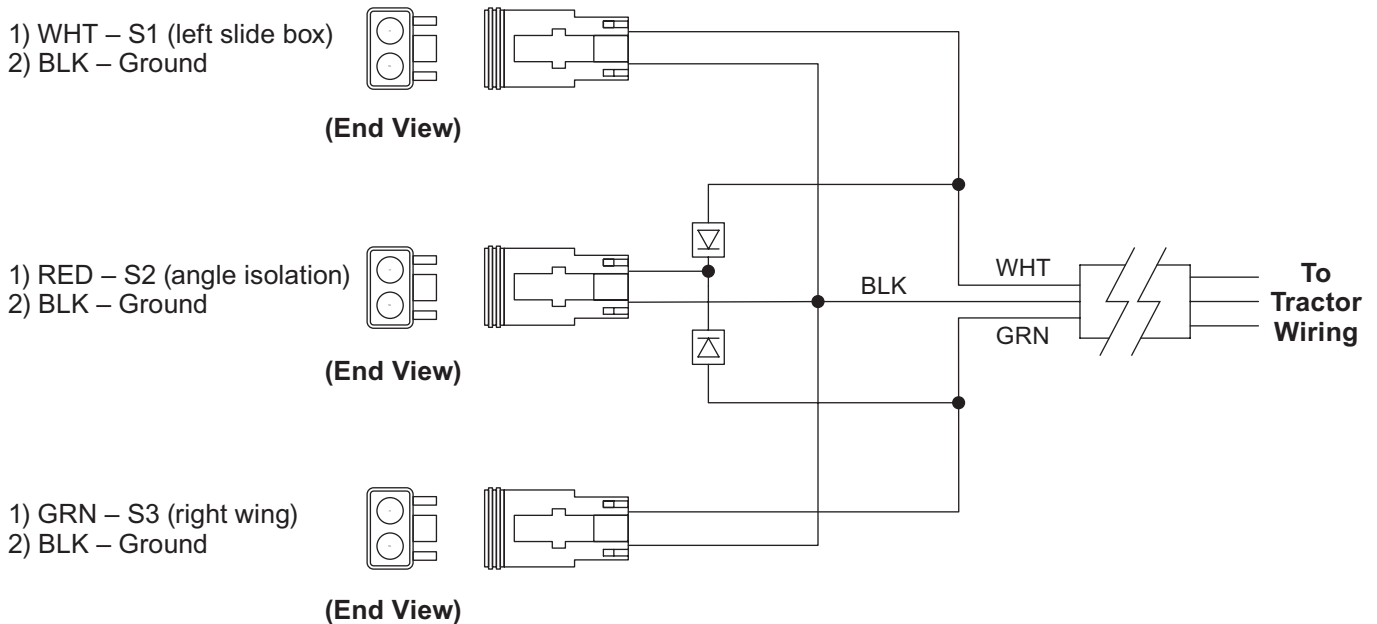 1) WHT – S1 (left slide box)
2) BLK – Ground
(End View)
1) RED – S2 (angle isolation)
2) BLK – Ground
(End View)
BLK
WHT
GRN
To
Tractor
Wiring
1) GRN – S3 (right wing)
2) BLK – Ground
(End View)